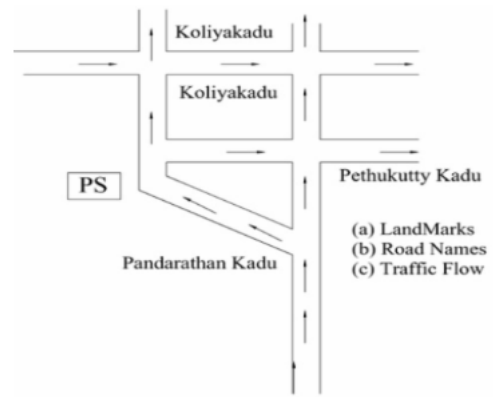 Koliyakadu
Koliyakadu
PS
Pethukutty Kadu
Pandarathan Kadu
(a) LandMarks
(b) Road Names
(c) Traffic Flow